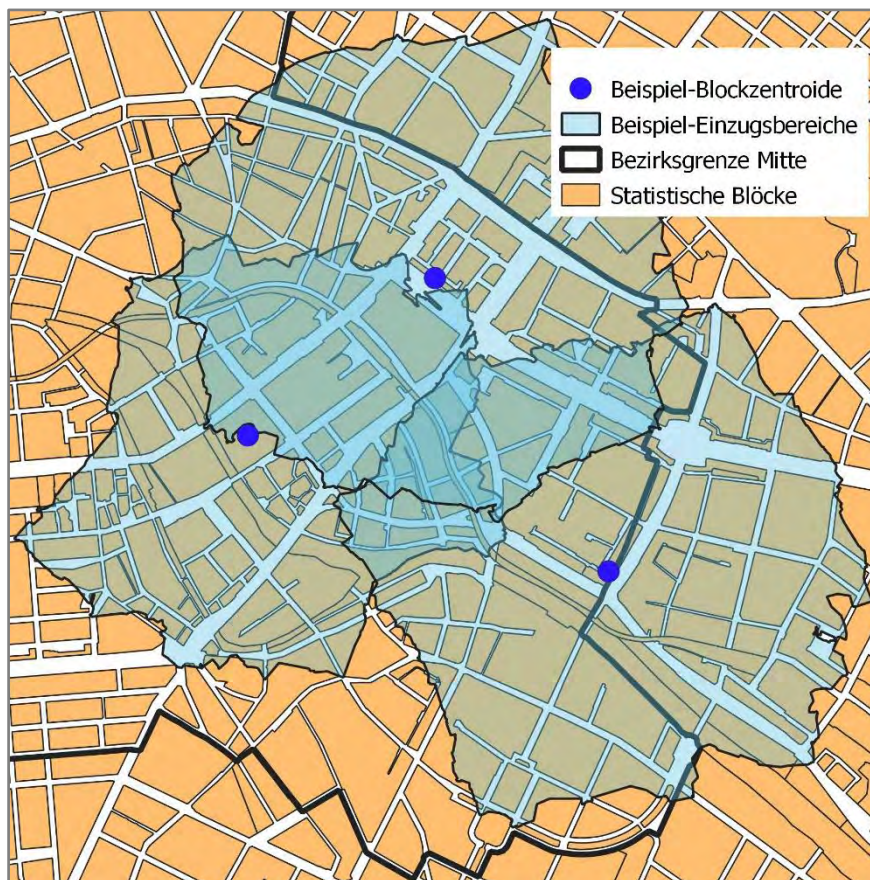 Beispiel-Blockzentroide
Beispiel-Einzugsbereiche
Bezirksgrenze Mitte
Statistische Blöcke